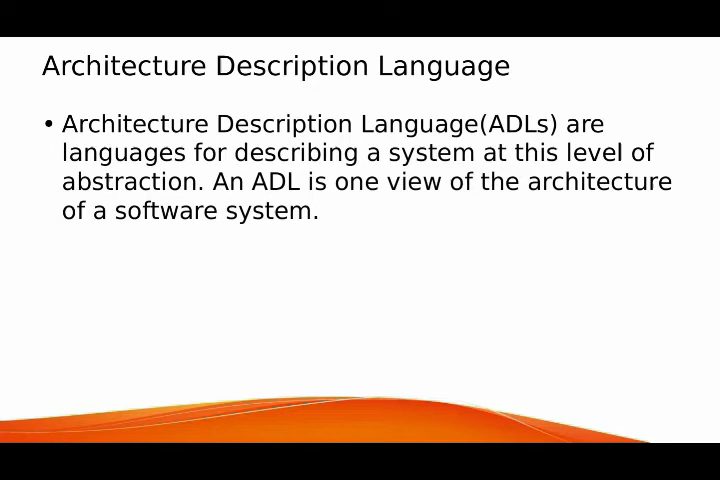 Architecture Description Language
• Architecture Description Language(ADLs) are
languages for describing a system at this level of
abstraction. An ADL is one view of the architecture
of a software system.